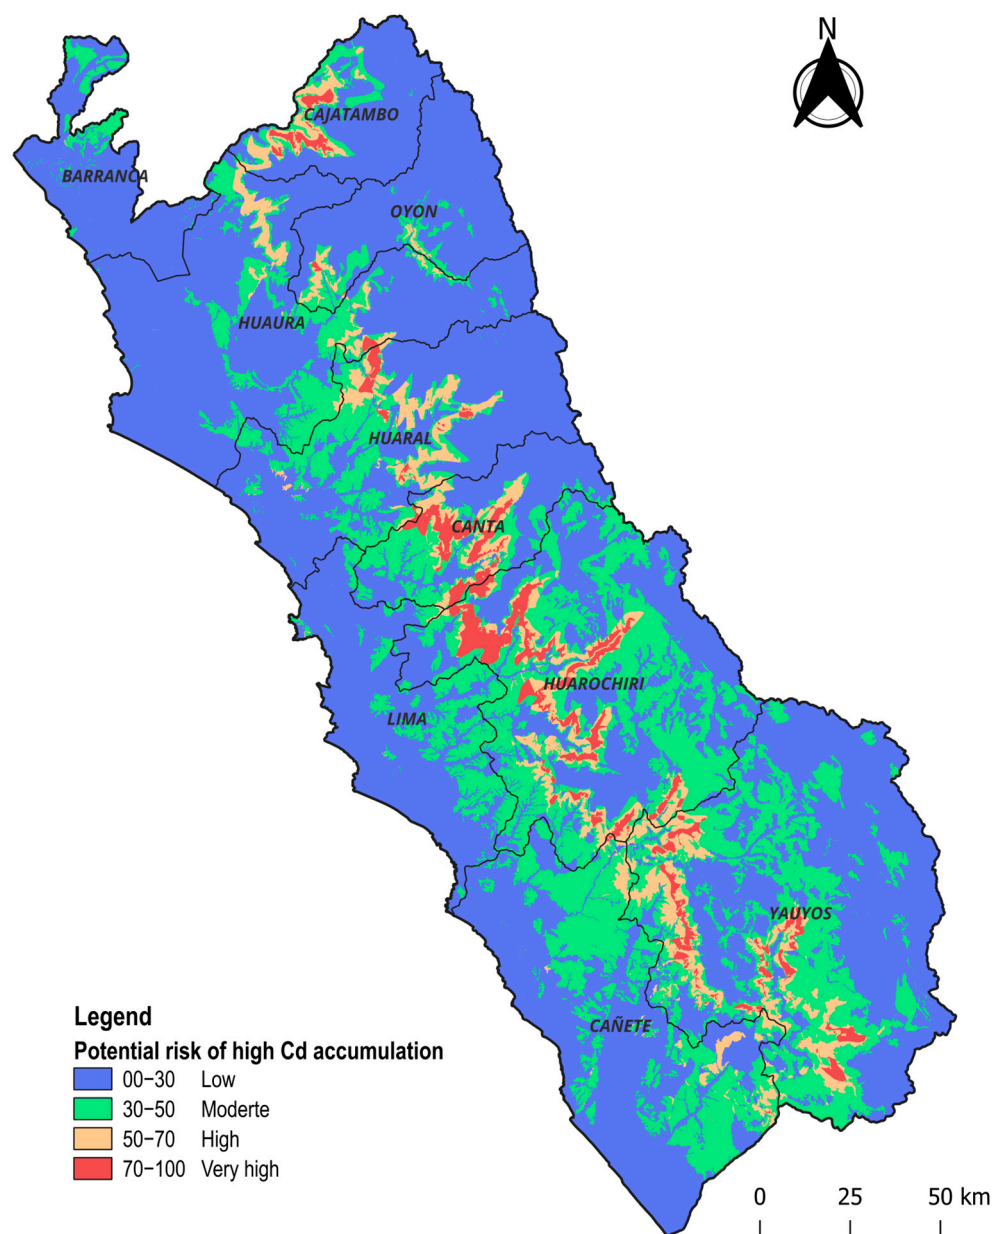 N
CAJATAMBO
BARRANCA
OYON
HUAURA
HUARAL
CANTA
HUAROCHIRI
LIMA
YAUYOS
CAÑETE
Legend
Potential risk of high Cd accumulation
00–30 Low
30–50 Moderte
50–70 High
70–100 Very high
0 25 50 km